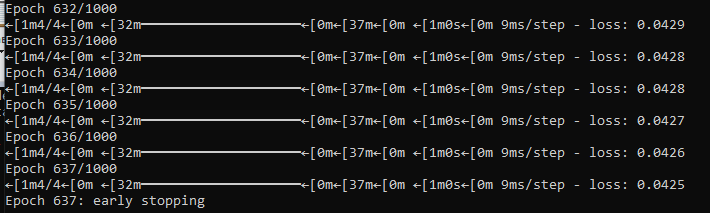 Epoch 632/1000
←[1m4/4←[0m ←[32m━━━━━━━━━━━━━━━━━━━━←[0m←[37m←[0m ←[1m0s←[0m 9ms/step - loss: 0.0429
Epoch 633/1000
←[1m4/4←[0m ←[32m━━━━━━━━━━━━━━━━━━━━←[0m←[37m←[0m ←[1m0s←[0m 9ms/step - loss: 0.0428
Epoch 634/1000
←[1m4/4←[0m ←[32m━━━━━━━━━━━━━━━━━━━━←[0m←[37m←[0m ←[1m0s←[0m 9ms/step - loss: 0.0428
Epoch 635/1000
←[1m4/4←[0m ←[32m━━━━━━━━━━━━━━━━━━━━←[0m←[37m←[0m ←[1m0s←[0m 9ms/step - loss: 0.0427
Epoch 636/1000
←[1m4/4←[0m ←[32m━━━━━━━━━━━━━━━━━━━━←[0m←[37m←[0m ←[1m0s←[0m 9ms/step - loss: 0.0426
Epoch 637/1000
←[1m4/4←[0m ←[32m━━━━━━━━━━━━━━━━━━━━←[0m←[37m←[0m ←[1m0s←[0m 9ms/step - loss: 0.0425
Epoch 637: early stopping